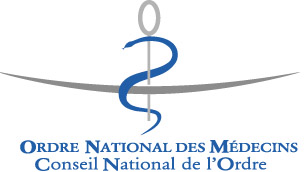 ORDRE NATIONAL DES MÉDECINS
Conseil National de l'Ordre